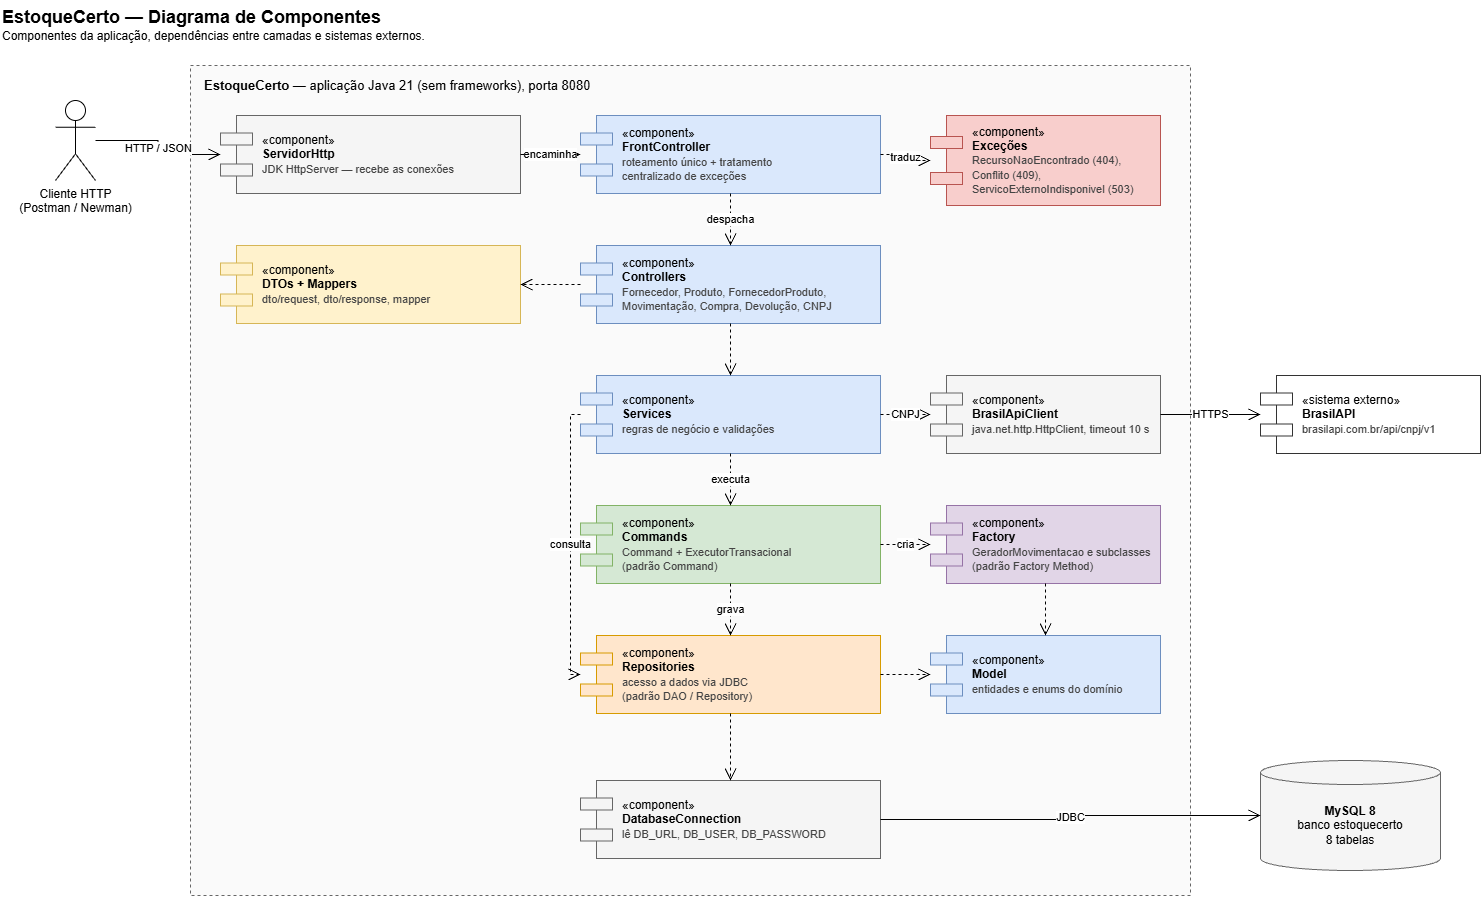 EstoqueCerto — Diagrama de Componentes
Componentes da aplicação, dependências entre camadas e sistemas externos.
EstoqueCerto — aplicação Java 21 (sem frameworks), porta 8080
Cliente HTTP
(Postman / Newman)
HTTP / JSON
«component»
ServidorHttp
JDK HttpServer — recebe as conexões
encaminha
«component»
FrontController
roteamento único + tratamento
centralizado de exceções
traduz
«component»
Exceções
RecursoNaoEncontrado (404),
Conflito (409),
ServicoExternoIndisponivel (503)
despacha
«component»
DTOs + Mappers
dto/request, dto/response, mapper
«component»
Controllers
Fornecedor, Produto, FornecedorProduto,
Movimentação, Compra, Devolução, CNPJ
«component»
Services
regras de negócio e validações
CNPJ
«component»
BrasilApiClient
java.net.http.HttpClient, timeout 10 s
HTTPS
«sistema externo»
BrasilAPI
brasilapi.com.br/api/cnpj/v1
executa
consulta
«component»
Commands
Command + ExecutorTransacional
(padrão Command)
cria
«component»
Factory
GeradorMovimentacao e subclasses
(padrão Factory Method)
grava
«component»
Repositories
acesso a dados via JDBC
(padrão DAO / Repository)
«component»
Model
entidades e enums do domínio
«component»
DatabaseConnection
lê DB_URL, DB_USER, DB_PASSWORD
JDBC
MySQL 8
banco estoquecerto
8 tabelas